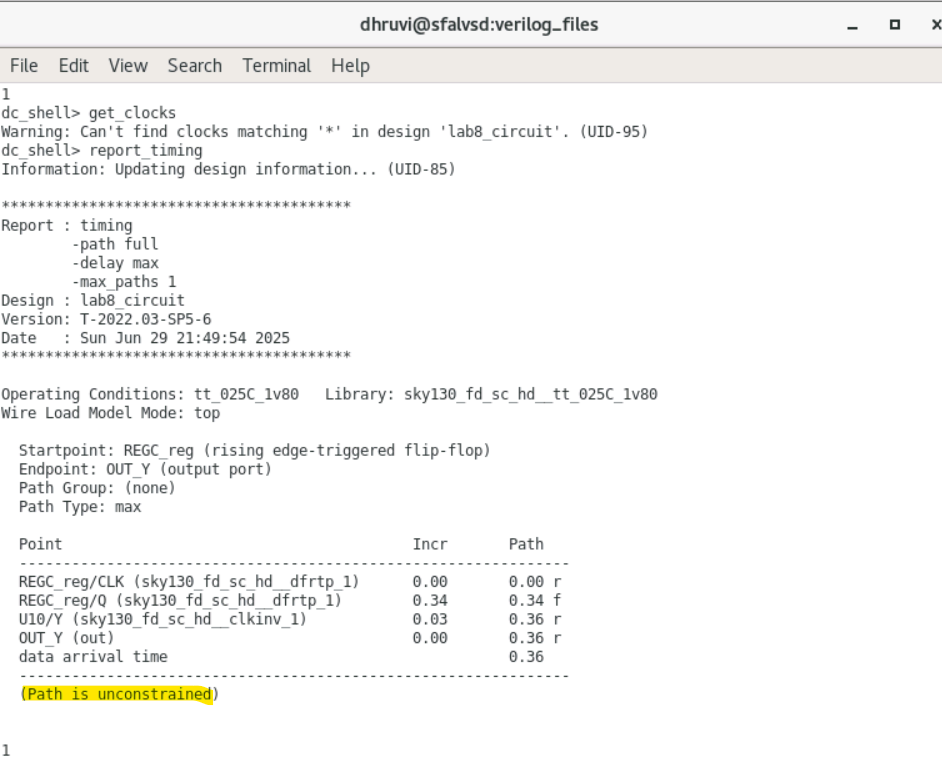 dhruvi@sfalvsd:verilog_files
File Edit View Search Terminal Help
1
dc_shell> get_clocks
Warning: Can't find clocks matching '*' in design 'lab8_circuit'. (UID-95)
dc_shell> report_timing
Information: Updating design information... (UID-85)
****************************************
Report : timing
        -path full
        -delay max
        -max_paths 1
Design : lab8_circuit
Version: T-2022.03-SP5-6
Date   : Sun Jun 29 21:49:54 2025
****************************************
Operating Conditions: tt_025C_1v80   Library: sky130_fd_sc_hd__tt_025C_1v80
Wire Load Model Mode: top
  Startpoint: REGC_reg (rising edge-triggered flip-flop)
  Endpoint: OUT_Y (output port)
  Path Group: (none)
  Path Type: max
  Point                                        Incr       Path
  ---------------------------------------------------------------
  REGC_reg/CLK (sky130_fd_sc_hd__dfrtp_1)      0.00       0.00 r
  REGC_reg/Q (sky130_fd_sc_hd__dfrtp_1)        0.34       0.34 f
  U10/Y (sky130_fd_sc_hd__clkinv_1)            0.03       0.36 r
  OUT_Y (out)                                  0.00       0.36 r
  data arrival time                                       0.36
  ---------------------------------------------------------------
  (Path is unconstrained)
1